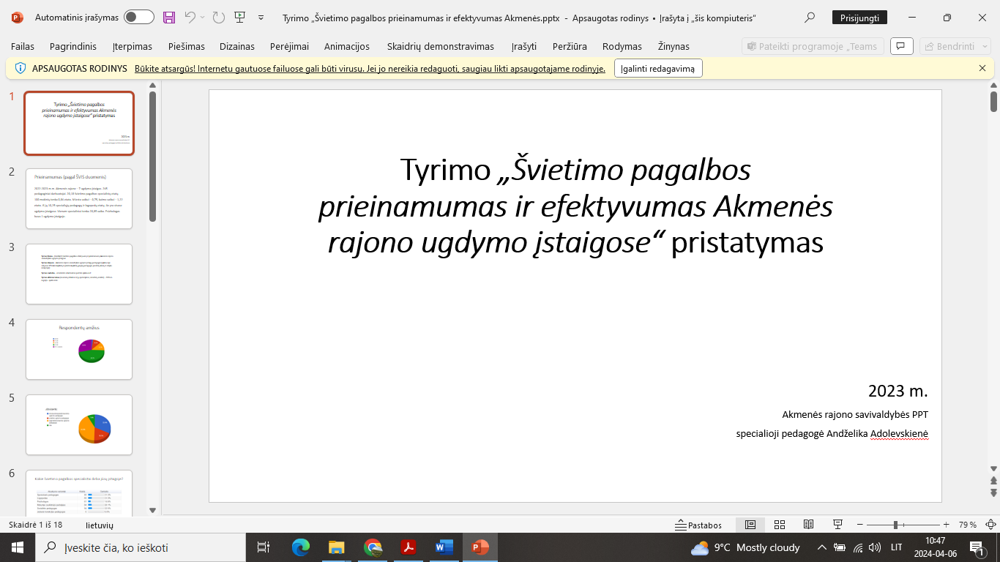 Automatinis įrašymas
Tyrimo „Švietimo pagalbos prieinamumas ir efektyvumas Akmenės.pptx - Apsaugotas rodinys • Įrašyta į „šis kompiuteris“
Prisijungti
Failas Pagrindinis Įterpimas Piešimas Dizainas Perėjimai Animacijos Skaidrių demonstravimas Įrašyti Peržiūra Rodymas Žinynas
Pateikti programoje „Teams
Bendrinti
APSAUGOTAS RODINYS Būkite atsargūs! Internetu gautuose failuose gali būti virusų. Jei jo nereikia redaguoti, saugiau likti apsaugotajame rodinyje. Įgalinti redagavimą
1
Tyrimo „Švietimo pagalbos
prieinamumas ir efektyvumas Akmenės
rajono ugdymo įstaigose“ pristatymas
2023 m.
2
Prieinamumas (pagal ŠVIS duomenis)
3
4
Respondentų amžius
5
6
Kokie švietimo pagalbos specialistai dirba jūsų įstaigoje?
Tyrimo „Švietimo pagalbos
prieinamumas ir efektyvumas Akmenės
rajono ugdymo įstaigose“ pristatymas
2023 m.
Akmenės rajono savivaldybės PPT
specialioji pedagogė Andželika Adolevskienė
Skaidrė 1 iš 18 lietuvių
Pastabos
79 %
Įveskite čia, ko ieškoti
9°C Mostly cloudy
LIT
10:47
2024-04-06
1